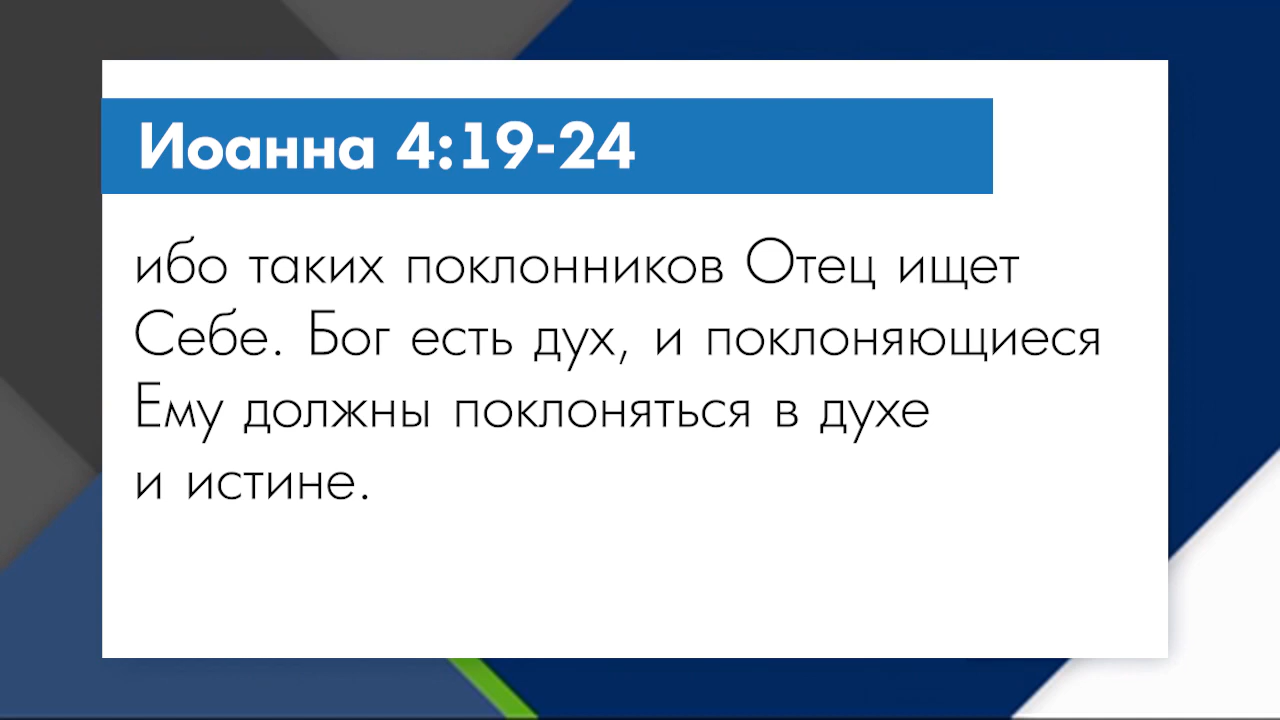 Иоанна 4:19-24
ибо таких поклонников Отец ищет
Себе. Бог есть дух, и поклоняющиеся
Ему должны поклоняться в духе
и истине.